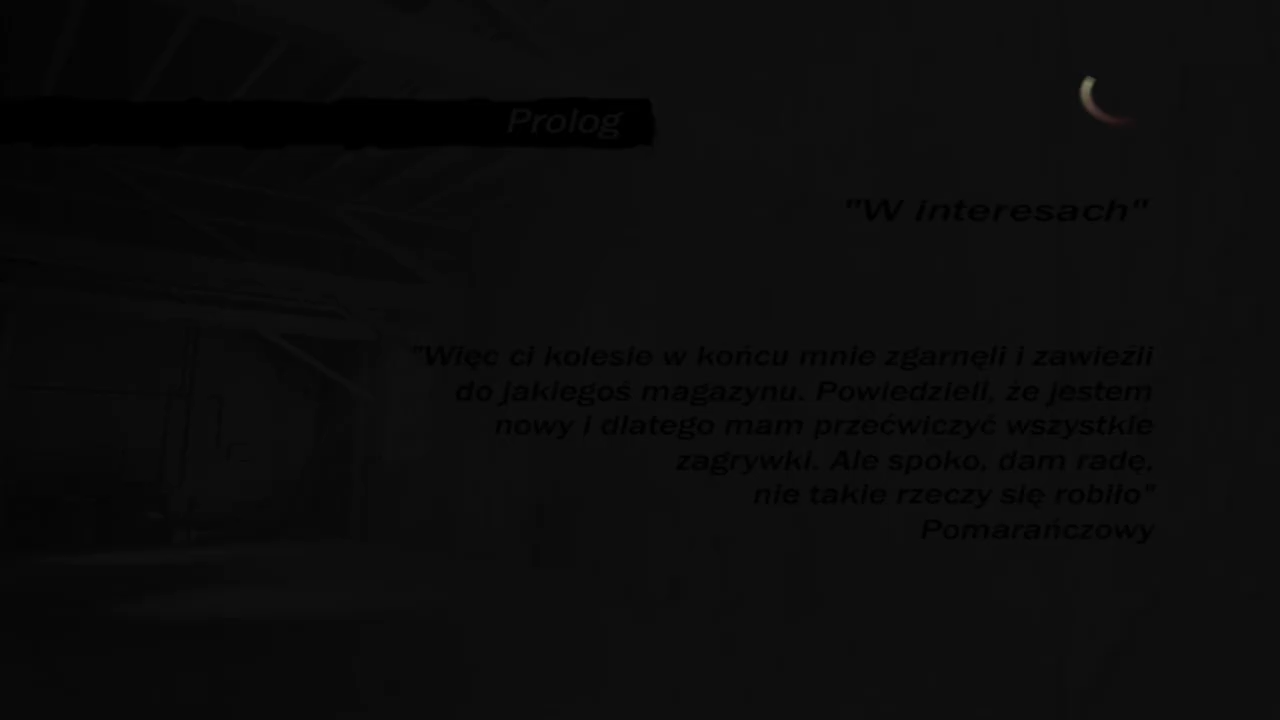 Prolog
"W interesach"
"Więc ci kolesie w końcu mnie zgarnęli i zawieźli
do jakiegoś magazynu. Powiedzieli, że jestem
nowy i dlatego mam przećwiczyć wszystkie
zagrywki. Ale spoko, dam radę,
nie takie rzeczy się robiło"
Pomarańczowy